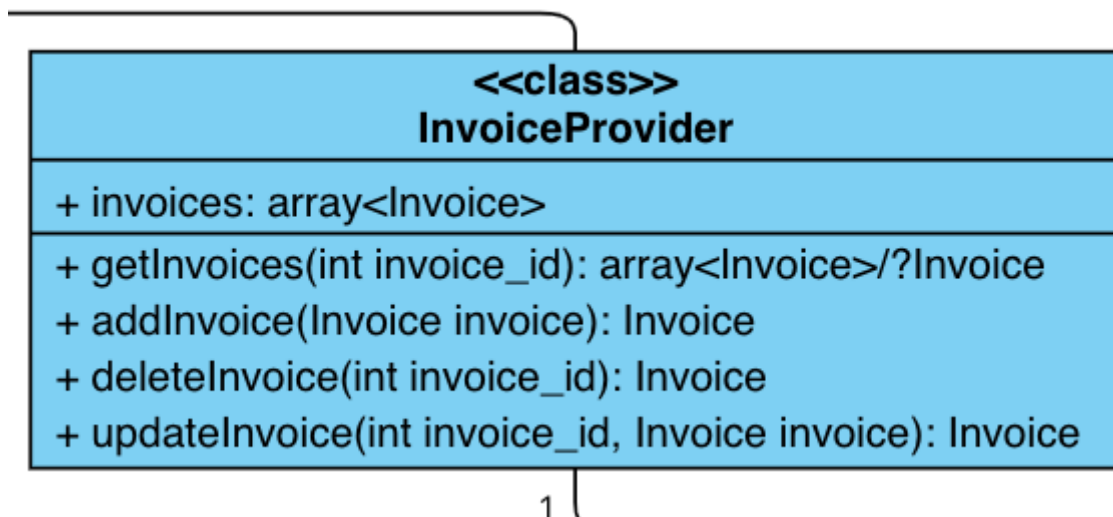 <<class>>
InvoiceProvider
+ invoices: array<Invoice>
+ getInvoices(int invoice_id): array<Invoice>/?Invoice
+ addInvoice(Invoice invoice): Invoice
+ deleteInvoice(int invoice_id): Invoice
+ updateInvoice(int invoice_id, Invoice invoice): Invoice
1